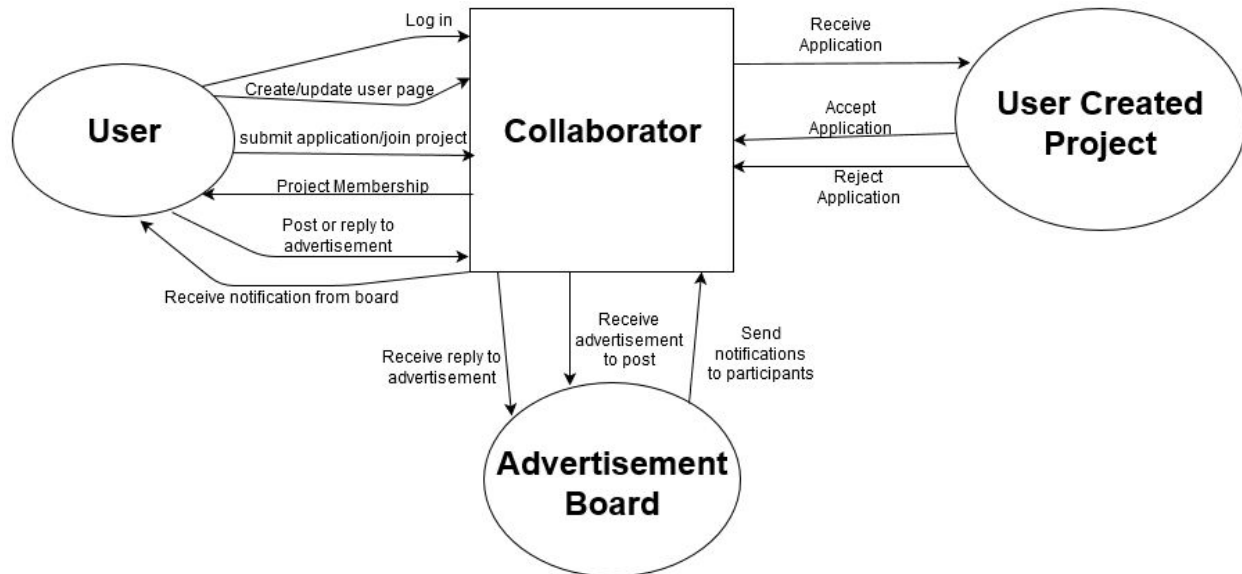 Log in
Create/update user page
User
submit application/join project
Project Membership
Post or reply to
advertisement
Receive notification from board
Collaborator
Receive
Application
Accept
Application
Reject
Application
User Created
Project
Receive reply to
advertisement
Receive
advertisement
to post
Send
notifications
to participants
Advertisement
Board